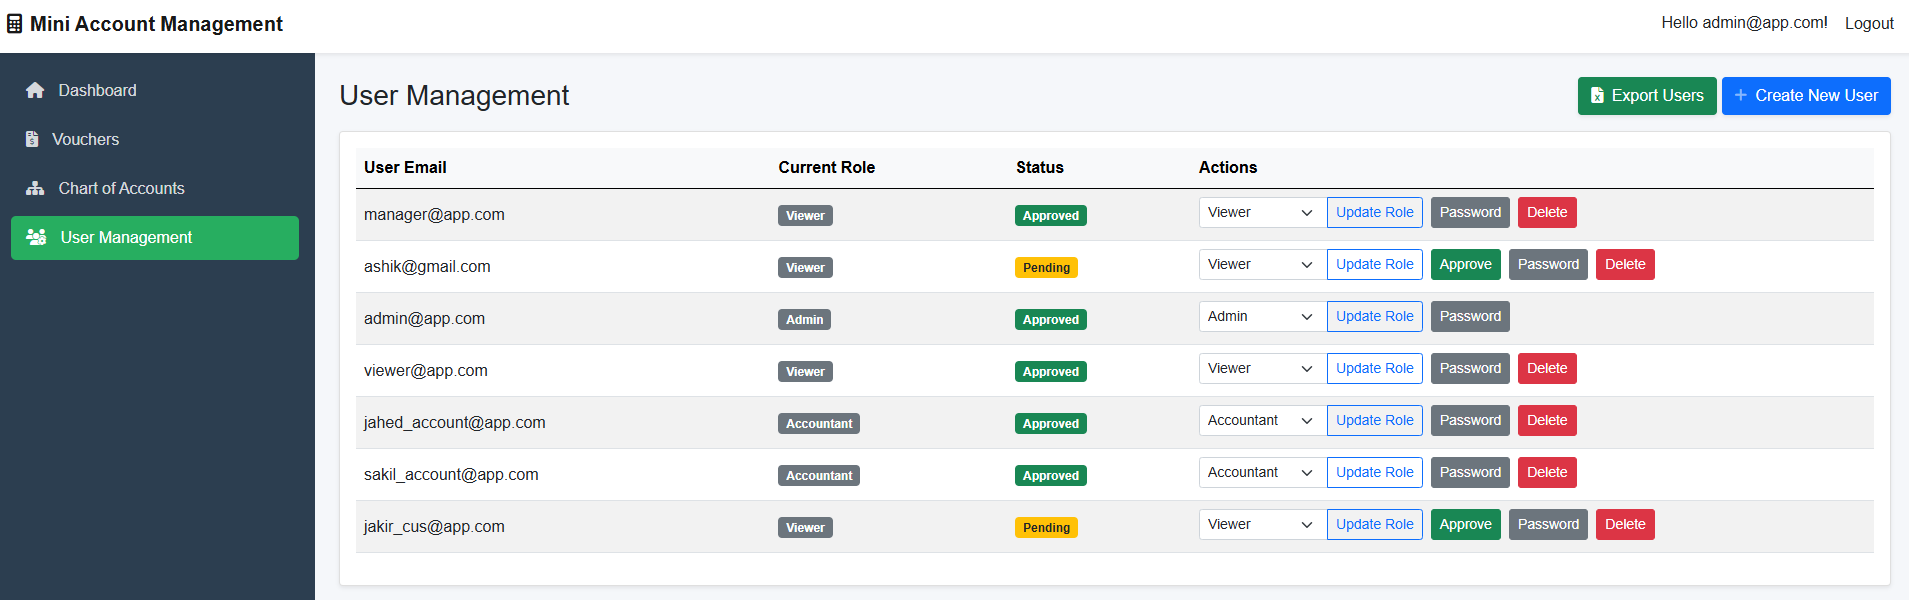 Mini Account Management
Hello admin@app.com! Logout
Dashboard
Vouchers
Chart of Accounts
User Management
User Management
Export Users
Create New User
User Email Current Role Status Actions
manager@app.com Viewer Approved Viewer Update Role Password Delete
ashik@gmail.com Viewer Pending Viewer Update Role Approve Password Delete
admin@app.com Admin Approved Admin Update Role Password
viewer@app.com Viewer Approved Viewer Update Role Password Delete
jahed_account@app.com Accountant Approved Accountant Update Role Password Delete
sakil_account@app.com Accountant Approved Accountant Update Role Password Delete
jakir_cus@app.com Viewer Pending Viewer Update Role Approve Password Delete